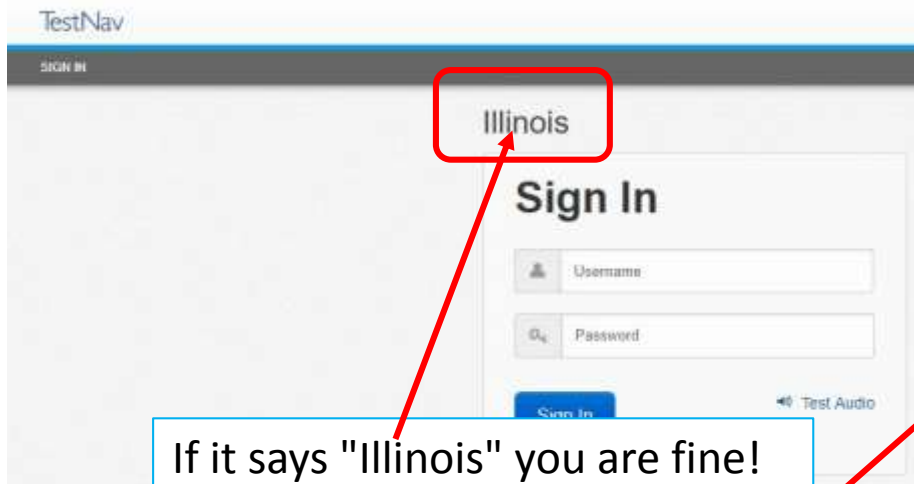 TestNav
SIGN IN
Illinois
Sign In
Username
Password
Sign In
Test Audio
If it says "Illinois" you are fine!